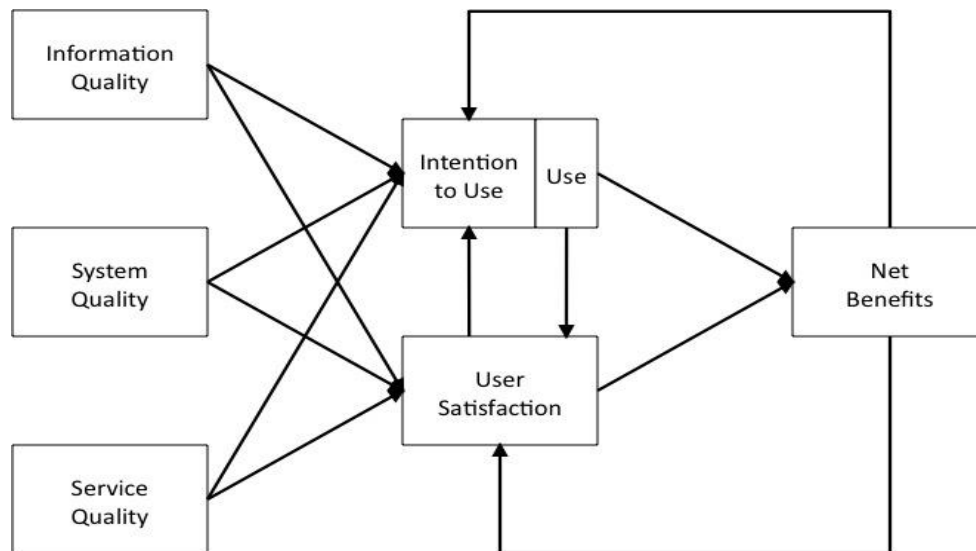 Information
Quality
System
Quality
Service
Quality
Intention
to Use
Use
User
Satisfaction
Net
Benefits